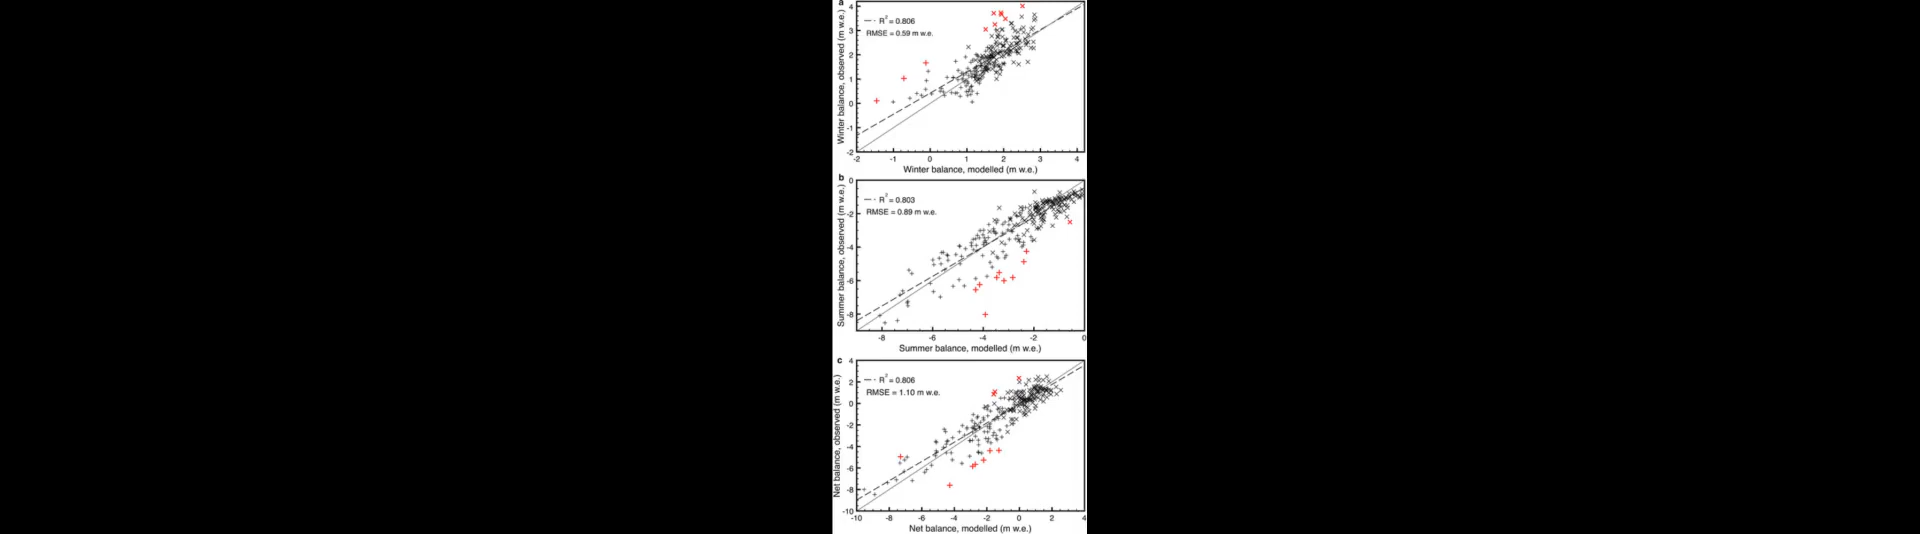 a
Winter balance, observed (m w.e.)
4
3
2
1
0
-1
-2
R² = 0.806
RMSE = 0.59 m w.e.
-2 -1 0 1 2 3 4
Winter balance, modelled (m w.e.)
b
Summer balance, observed (m w.e.)
0
-2
-4
-6
-8
R² = 0.803
RMSE = 0.89 m w.e.
-8 -6 -4 -2 0
Summer balance, modelled (m w.e.)
c
Net balance, observed (m w.e.)
4
2
0
-2
-4
-6
-8
-10
R² = 0.806
RMSE = 1.10 m w.e.
-10 -8 -6 -4 -2 0 2 4
Net balance, modelled (m w.e.)